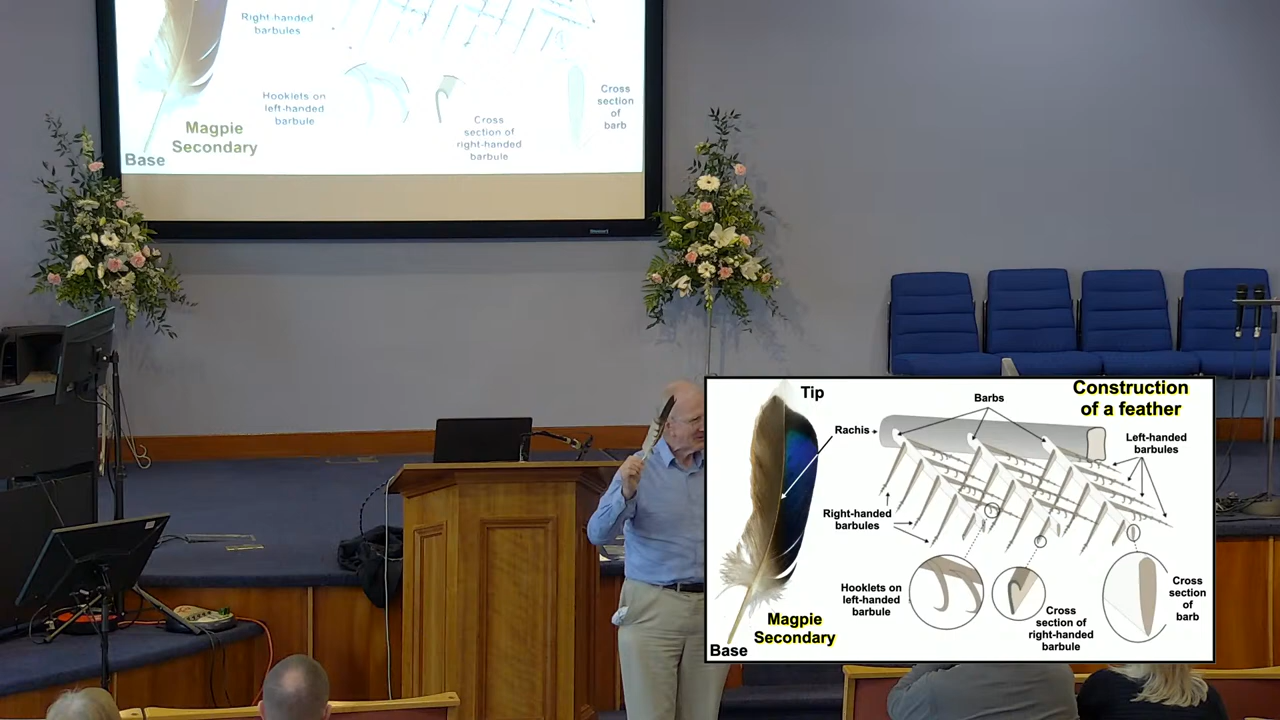 Right-handed
barbules
Hooklets on
left-handed
barbule
Cross
section of
right-handed
barbule
Cross
section
of
barb
Magpie
Secondary
Base
Construction
of a feather
Tip
Barbs
Rachis
Left-handed
barbules
Right-handed
barbules
Hooklets on
left-handed
barbule
Cross
section of
right-handed
barbule
Cross
section
of
barb
Magpie
Secondary
Base